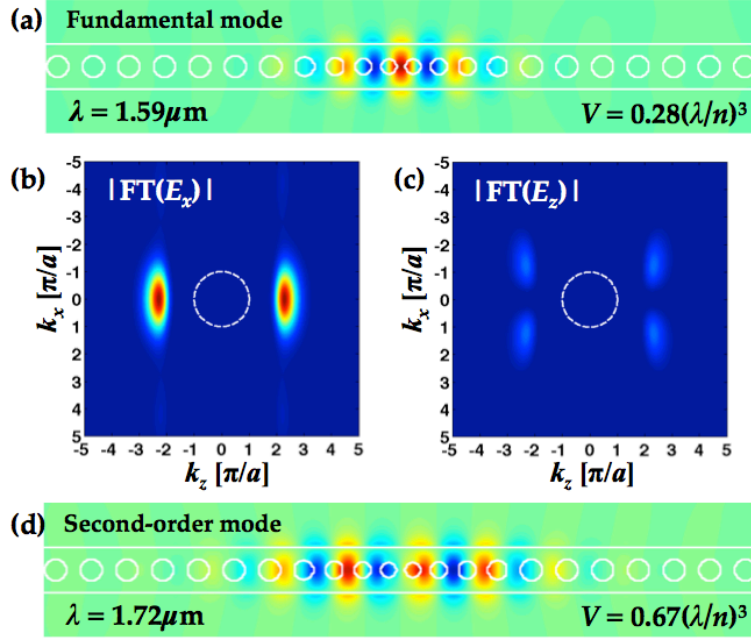 (a) Fundamental mode
λ = 1.59μm V = 0.28(λ/n)³
(b) (c)
|FT(Eₓ)| |FT(E_z)|
-5 -5
-4 -4
-3 -3
-2 -2
-1 -1
0 0
1 1
2 2
3 3
4 4
5 5
kₓ [π/a] kₓ [π/a]
-5 -4 -3 -2 -1 0 1 2 3 4 5 -5 -4 -3 -2 -1 0 1 2 3 4 5
k_z [π/a] k_z [π/a]
(d) Second-order mode
λ = 1.72μm V = 0.67(λ/n)³